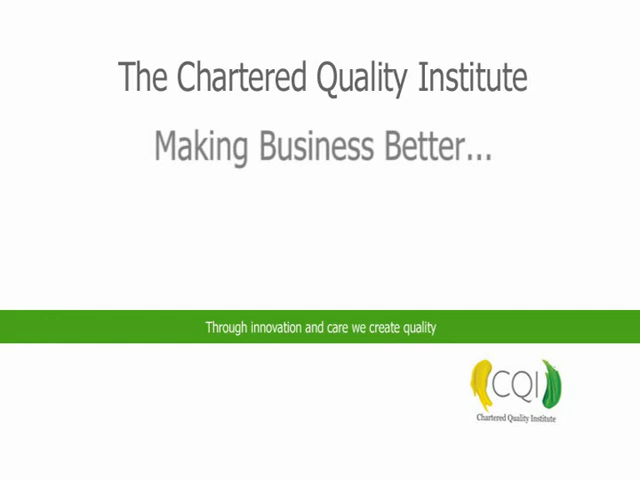 The Chartered Quality Institute
Making Business Better...
Through innovation and care we create quality
CQI
Chartered Quality Institute